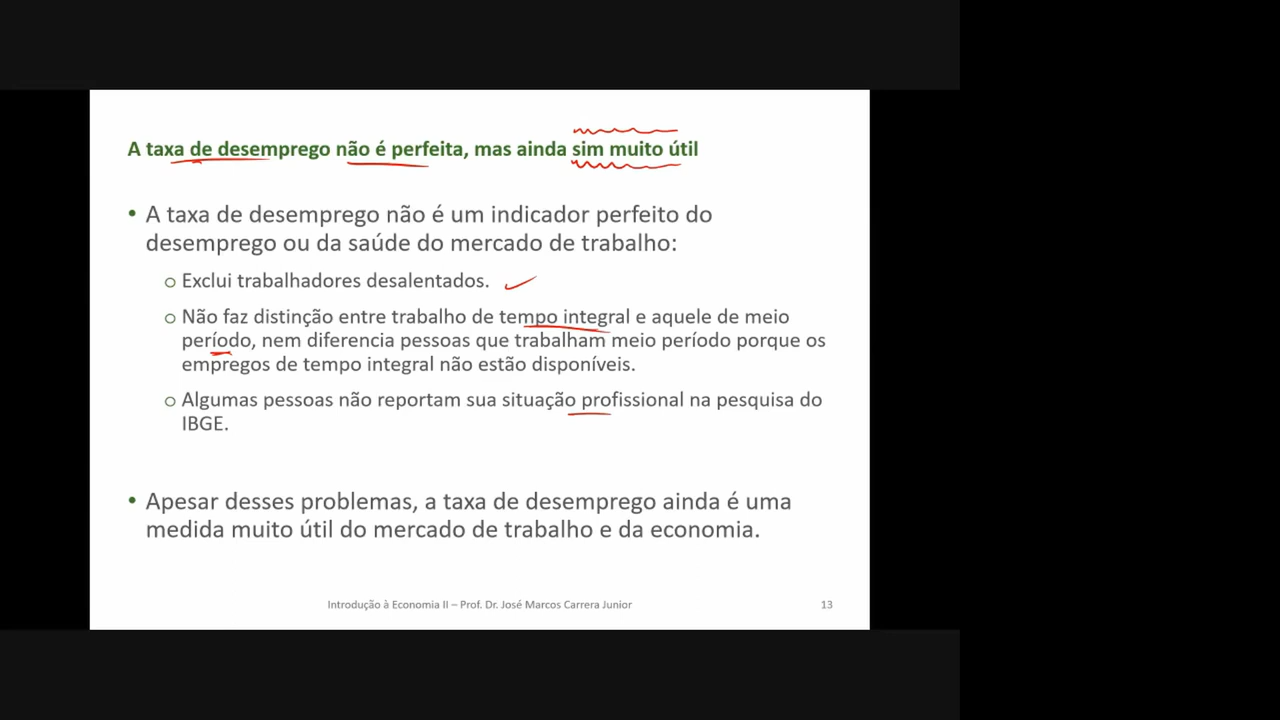 A taxa de desemprego não é perfeita, mas ainda sim muito útil
• A taxa de desemprego não é um indicador perfeito do
desemprego ou da saúde do mercado de trabalho:
o Exclui trabalhadores desalentados.
o Não faz distinção entre trabalho de tempo integral e aquele de meio
período, nem diferencia pessoas que trabalham meio período porque os
empregos de tempo integral não estão disponíveis.
o Algumas pessoas não reportam sua situação profissional na pesquisa do
IBGE.
• Apesar desses problemas, a taxa de desemprego ainda é uma
medida muito útil do mercado de trabalho e da economia.
Introdução à Economia II – Prof. Dr. José Marcos Carrera Junior
13